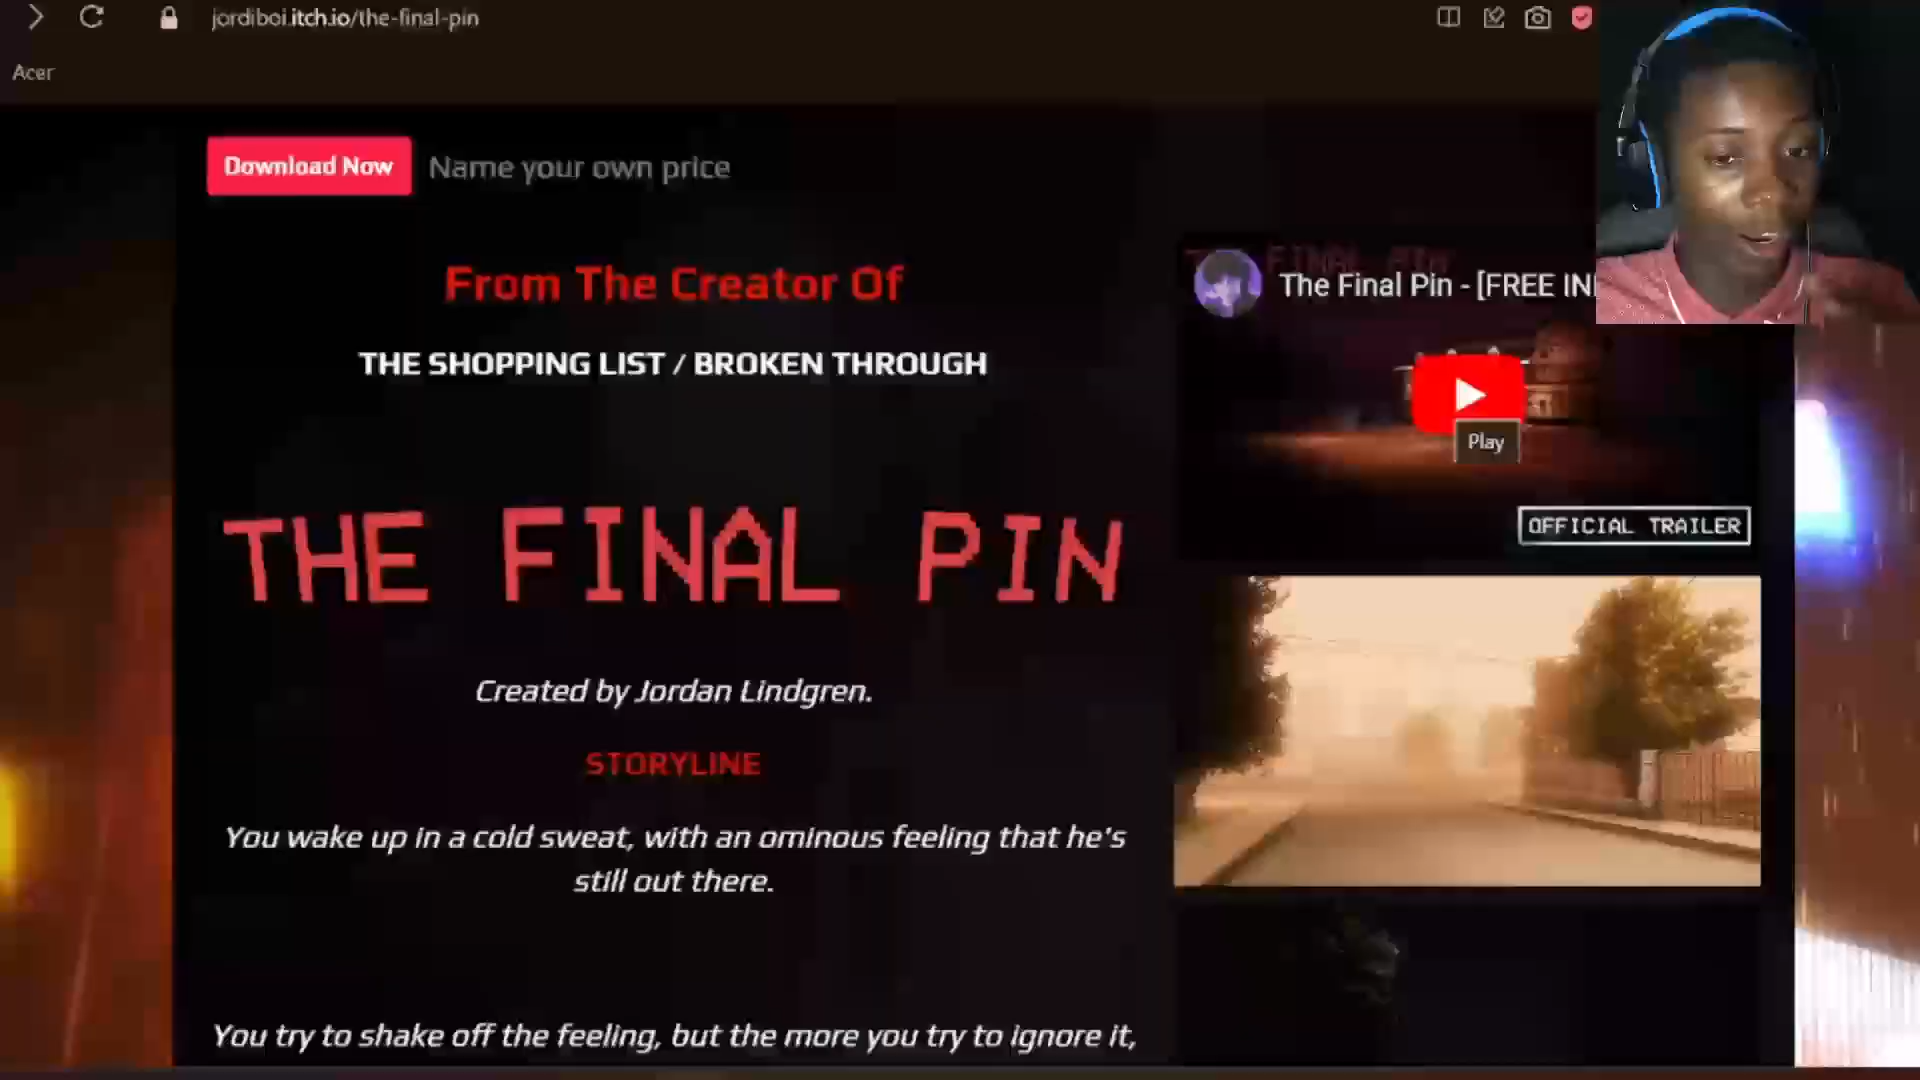 jordiboi.itch.io/the-final-pin
Acer
Download Now Name your own price
From The Creator Of
THE SHOPPING LIST / BROKEN THROUGH
THE FINAL PIN
Created by Jordan Lindgren.
STORYLINE
You wake up in a cold sweat, with an ominous feeling that he's
still out there.
You try to shake off the feeling, but the more you try to ignore it,
FINAL PIN
The Final Pin - [FREE
Play
OFFICIAL TRAILER